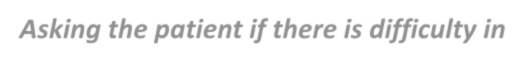 Asking the patient if there is difficulty in